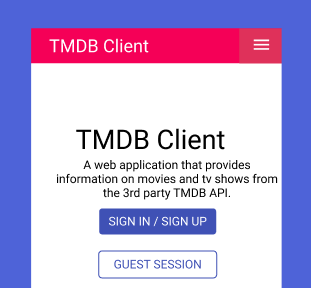 TMDB Client
TMDB Client
A web application that provides
information on movies and tv shows from
the 3rd party TMDB API.
SIGN IN / SIGN UP
GUEST SESSION